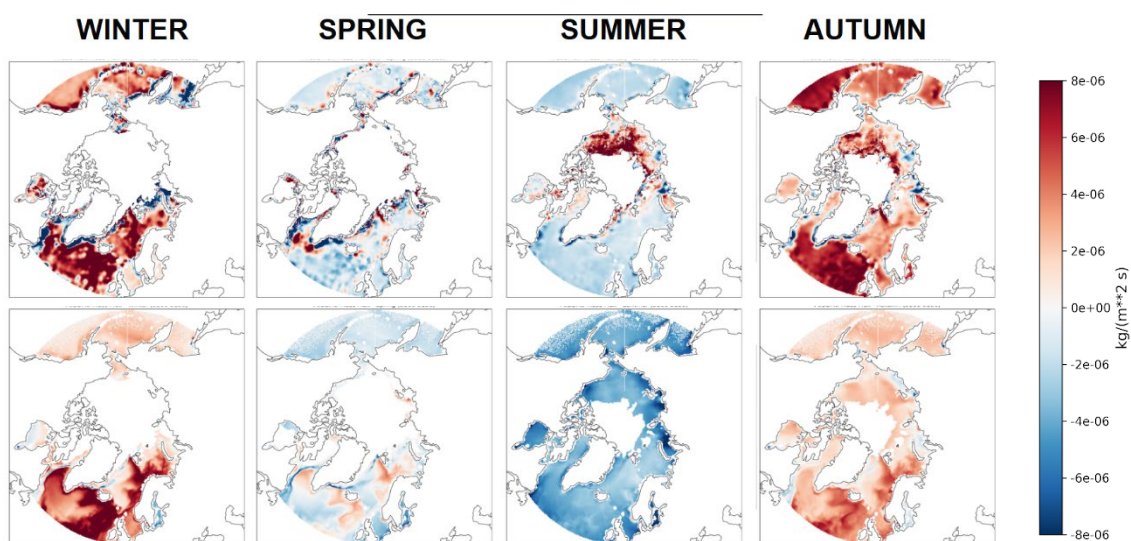 WINTER SPRING SUMMER AUTUMN
8e-06
6e-06
4e-06
2e-06
0e+00
-2e-06
-4e-06
-6e-06
-8e-06
kg/(m**2 s)